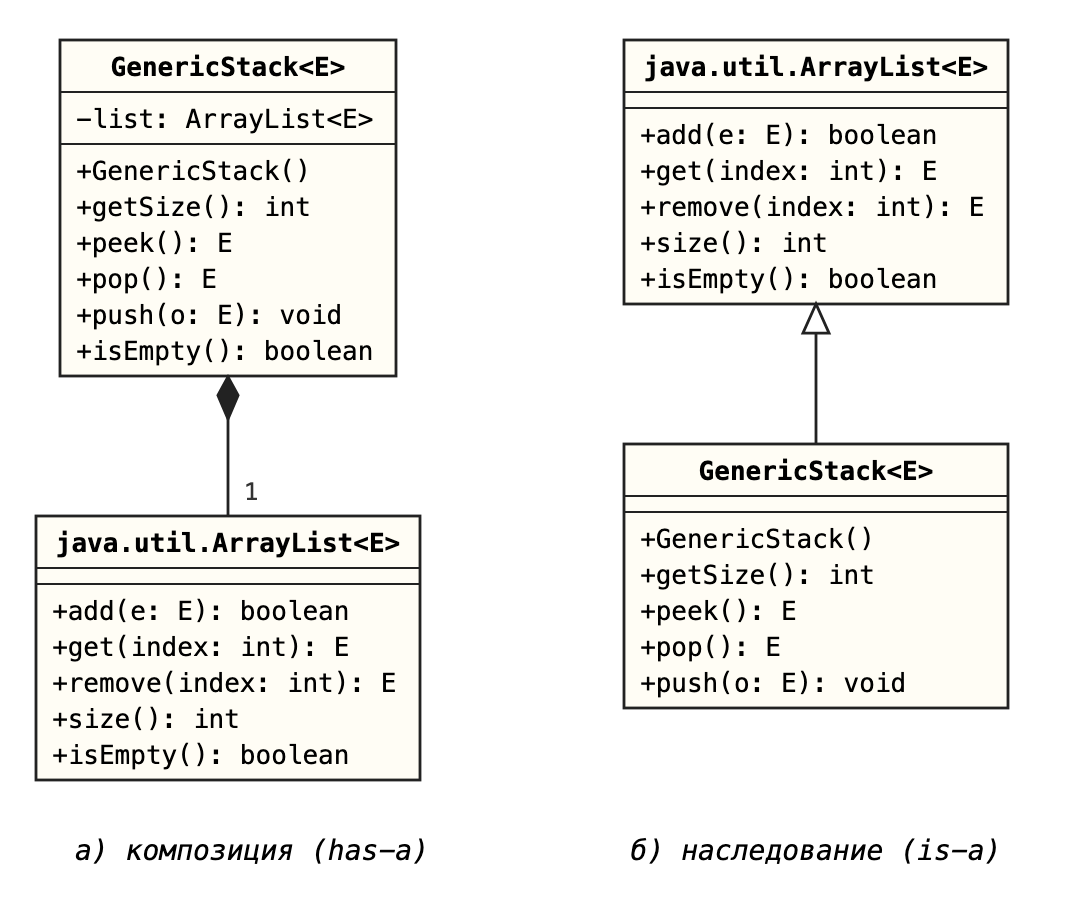 GenericStack<E>
−list: ArrayList<E>
+GenericStack()
+getSize(): int
+peek(): E
+pop(): E
+push(o: E): void
+isEmpty(): boolean
1
java.util.ArrayList<E>
+add(e: E): boolean
+get(index: int): E
+remove(index: int): E
+size(): int
+isEmpty(): boolean
а) композиция (has−a)
java.util.ArrayList<E>
+add(e: E): boolean
+get(index: int): E
+remove(index: int): E
+size(): int
+isEmpty(): boolean
GenericStack<E>
+GenericStack()
+getSize(): int
+peek(): E
+pop(): E
+push(o: E): void
б) наследование (is−a)